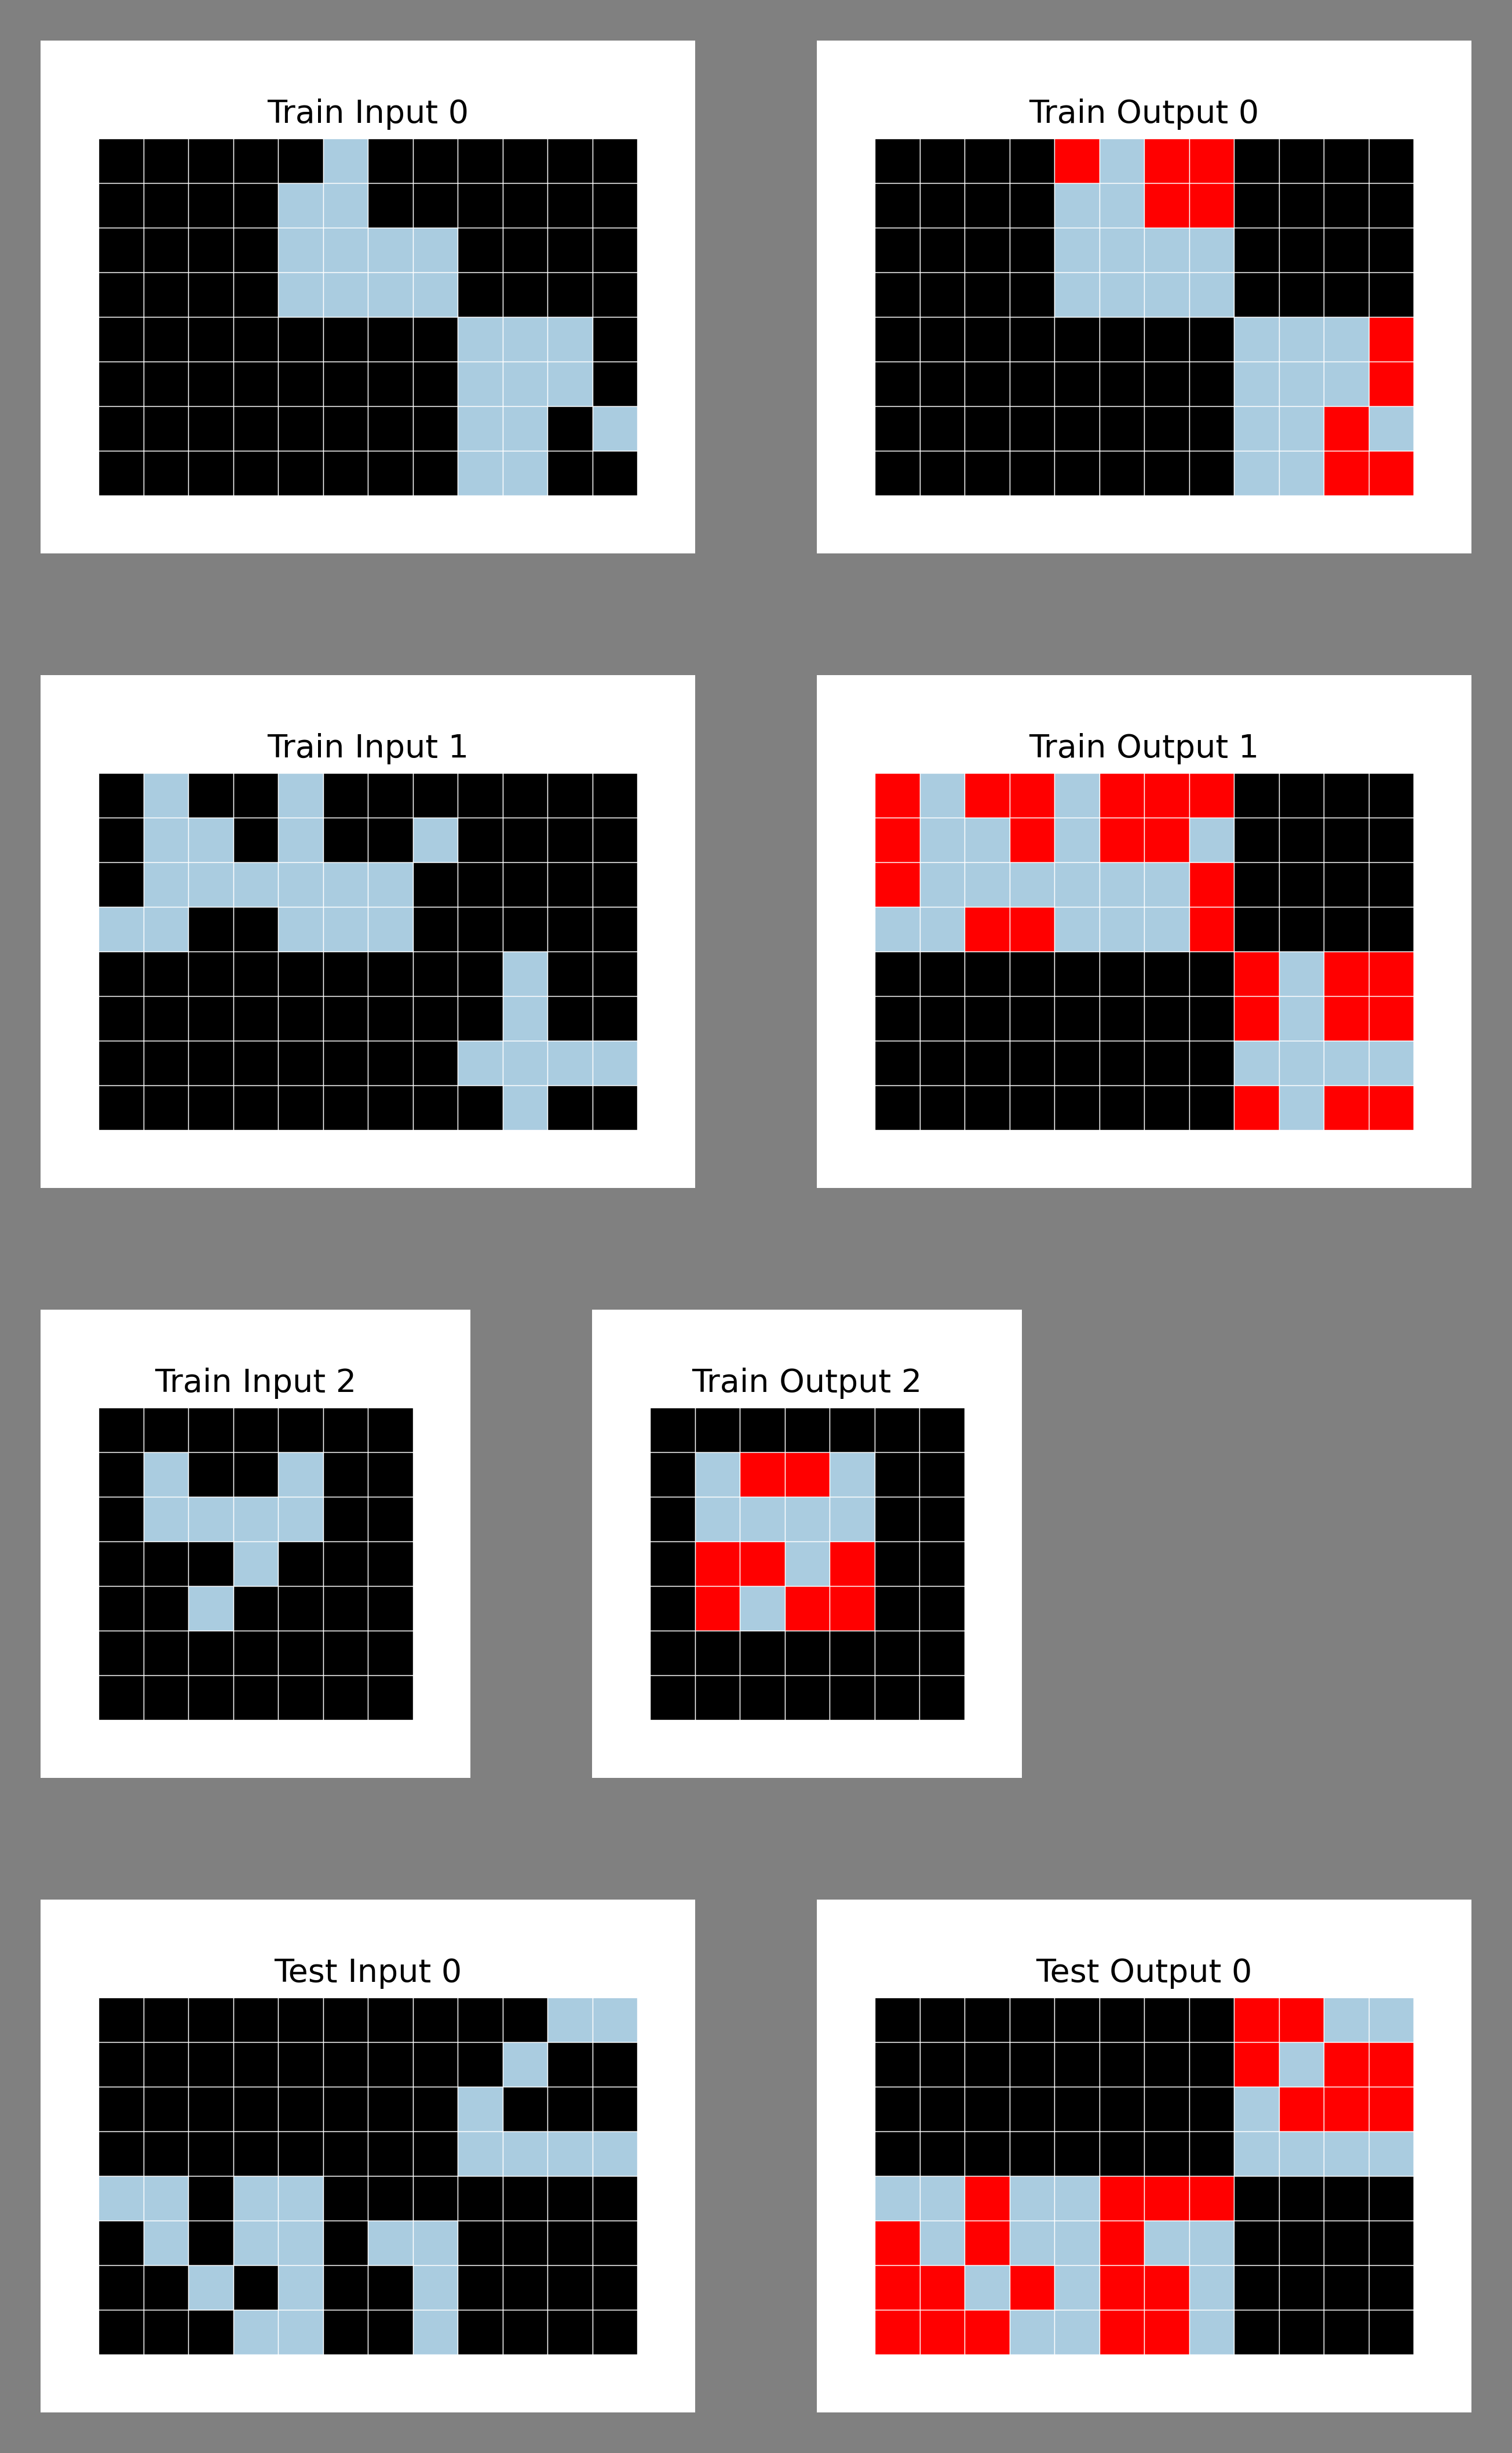 Train Input 0
Train Output 0
Train Input 1
Train Output 1
Train Input 2
Train Output 2
Test Input 0
Test Output 0